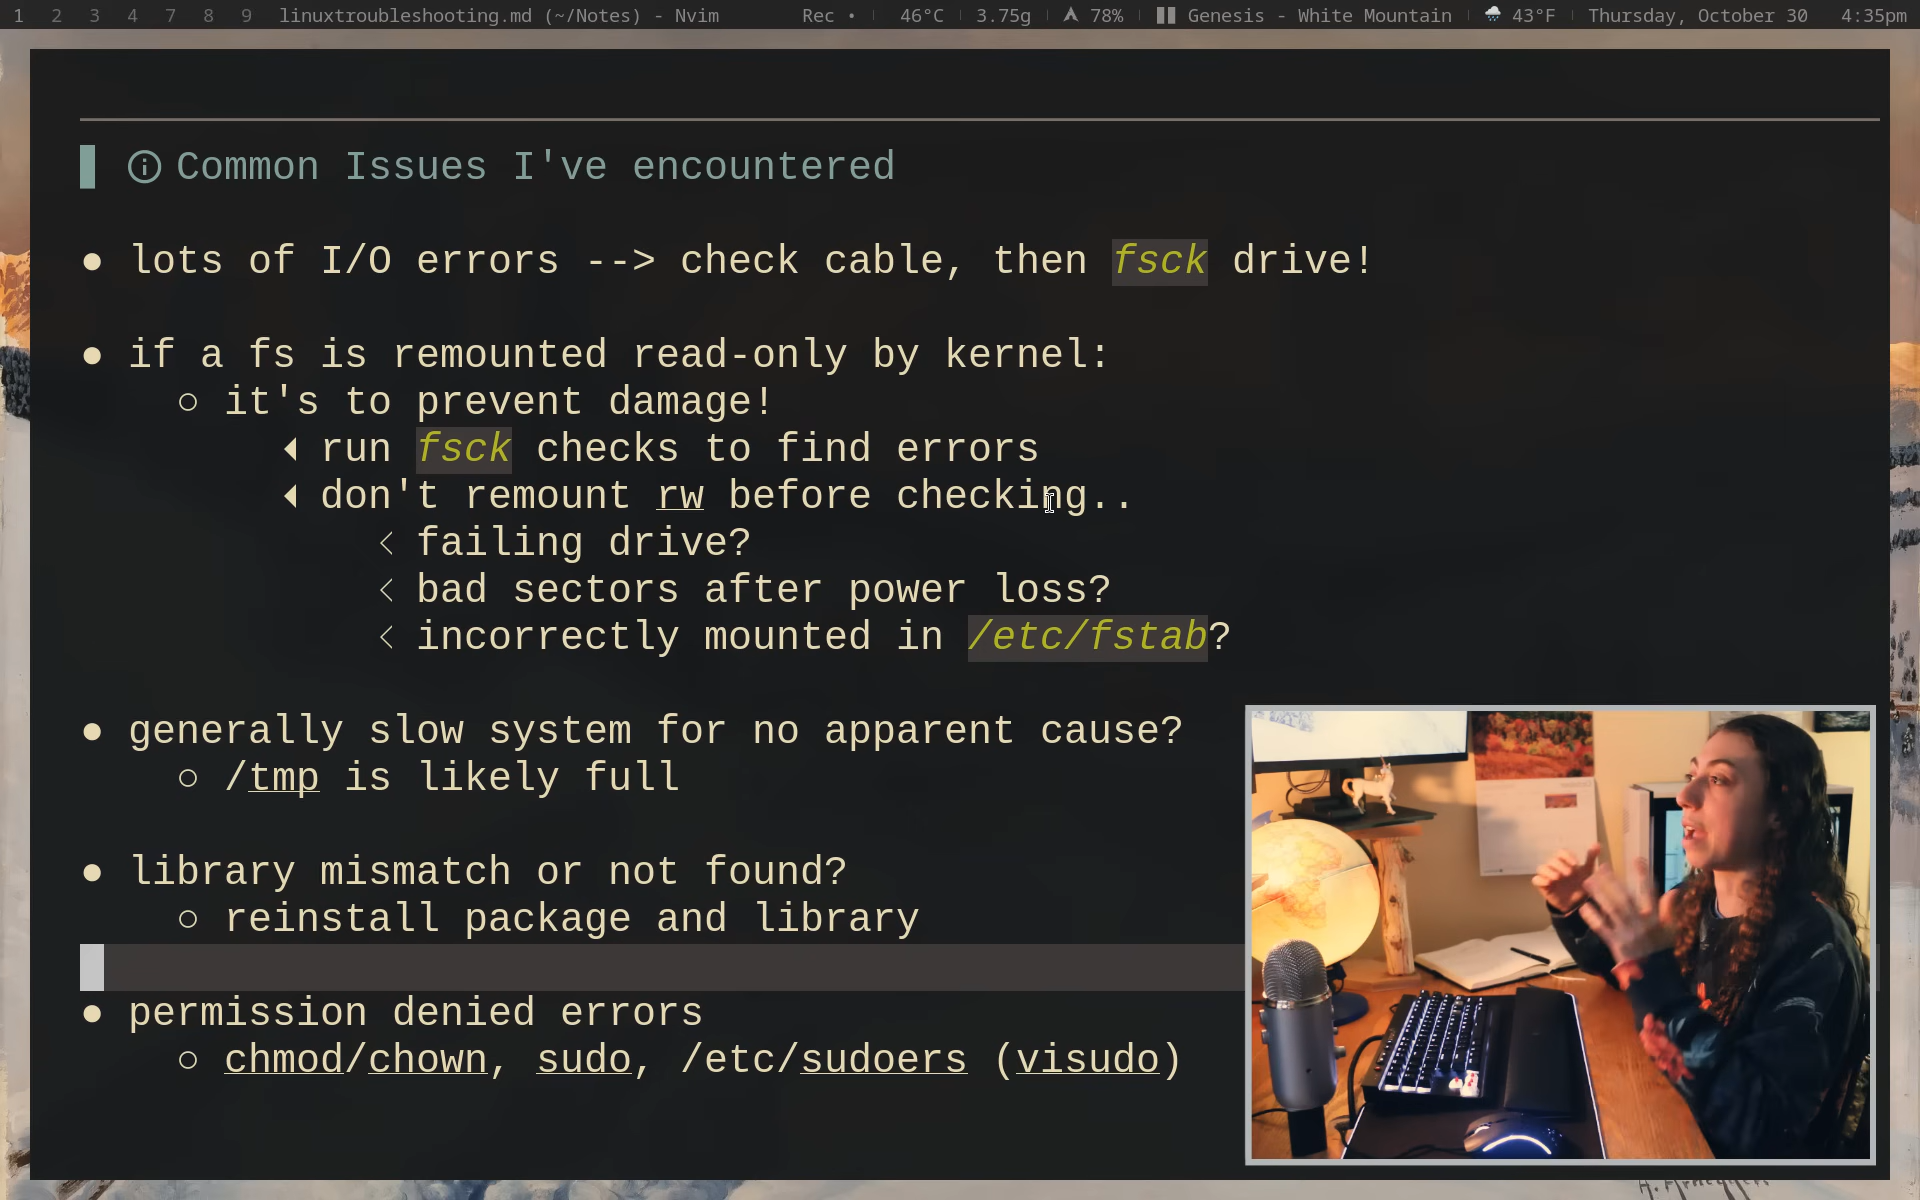 1 2 3 4 7 8 9 linuxtroubleshooting.md (~/Notes) - Nvim Rec • 46°C 3.75g 78% Genesis - White Mountain 43°F Thursday, October 30 4:35pm
Common Issues I've encountered
● lots of I/O errors --> check cable, then fsck drive!
● if a fs is remounted read-only by kernel:
○ it's to prevent damage!
run fsck checks to find errors
don't remount rw before checking..
failing drive?
bad sectors after power loss?
incorrectly mounted in /etc/fstab?
● generally slow system for no apparent cause?
○ /tmp is likely full
● library mismatch or not found?
○ reinstall package and library
● permission denied errors
○ chmod/chown, sudo, /etc/sudoers (visudo)